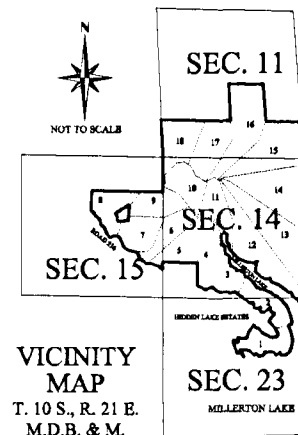 N
NOT TO SCALE
SEC. 11
16
18
17
15
8
9
10
11
14
SEC. 14
7
6
12
13
ROAD
5
4
SEC. 15
3
2
HIDDEN LAKE ESTATES
1
VICINITY
MAP
SEC. 23
T. 10 S., R. 21 E.
M.D.B. & M.
MILLERTON LAKE